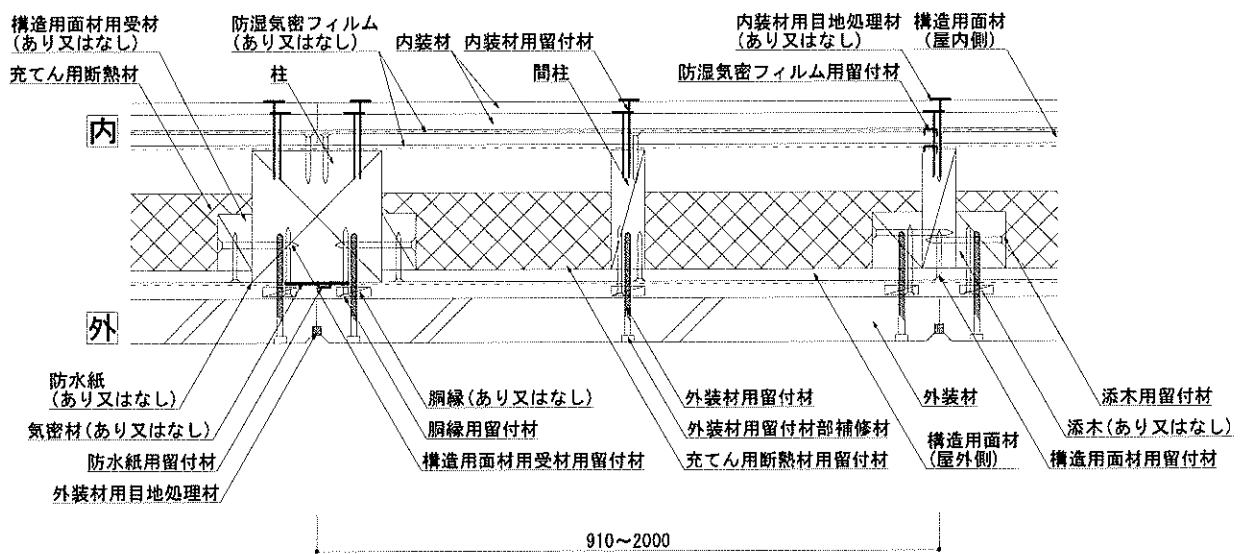 構造用面材用受材
(あり又はなし)
充てん用断熱材
防湿気密フィルム
(あり又はなし)
柱
内装材
内装材用留付材
間柱
内装材用目地処理材
(あり又はなし)
防湿気密フィルム用留付材
構造用面材
(屋内側)
内
外
防水紙
(あり又はなし)
気密材(あり又はなし)
防水紙用留付材
外装材用目地処理材
胴縁(あり又はなし)
胴縁用留付材
構造用面材用受材用留付材
外装材用留付材
外装材用留付材部補修材
充てん用断熱材用留付材
外装材
構造用面材
(屋外側)
添木用留付材
添木(あり又はなし)
構造用面材用留付材
910~2000